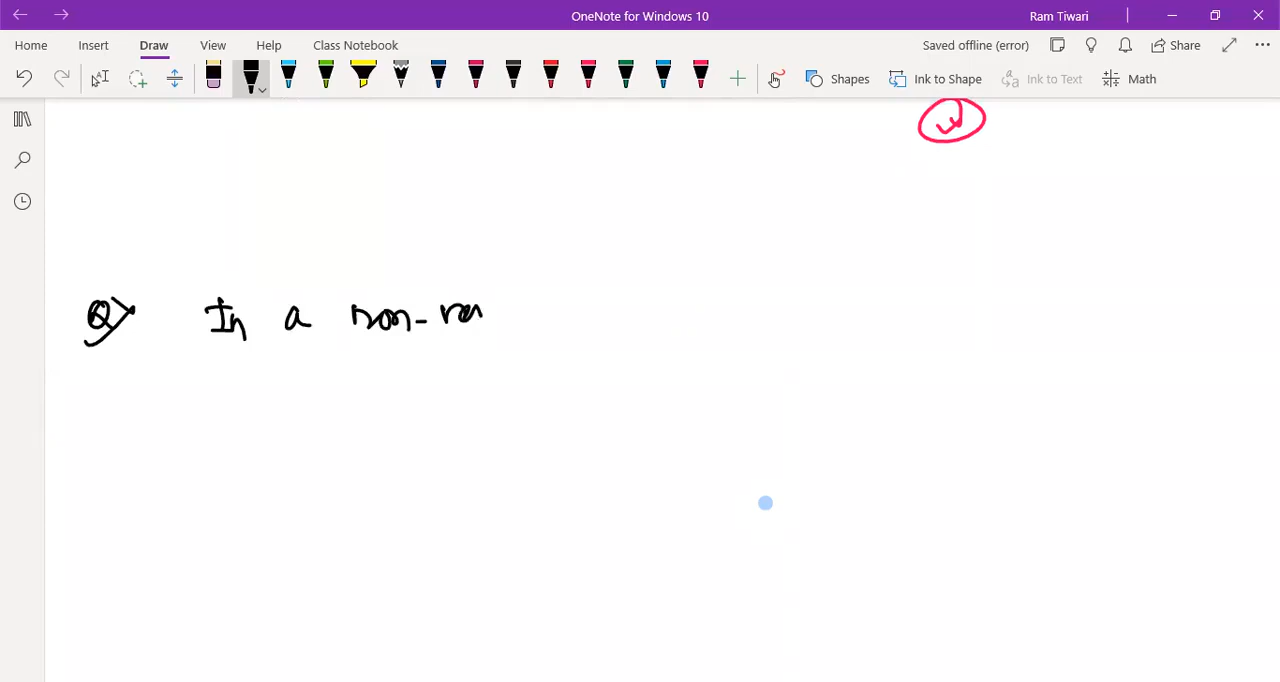 OneNote for Windows 10
Ram Tiwari
Home Insert Draw View Help Class Notebook
Saved offline (error)
Share
Shapes
Ink to Shape
Ink to Text
Math
Q> In a non-ra